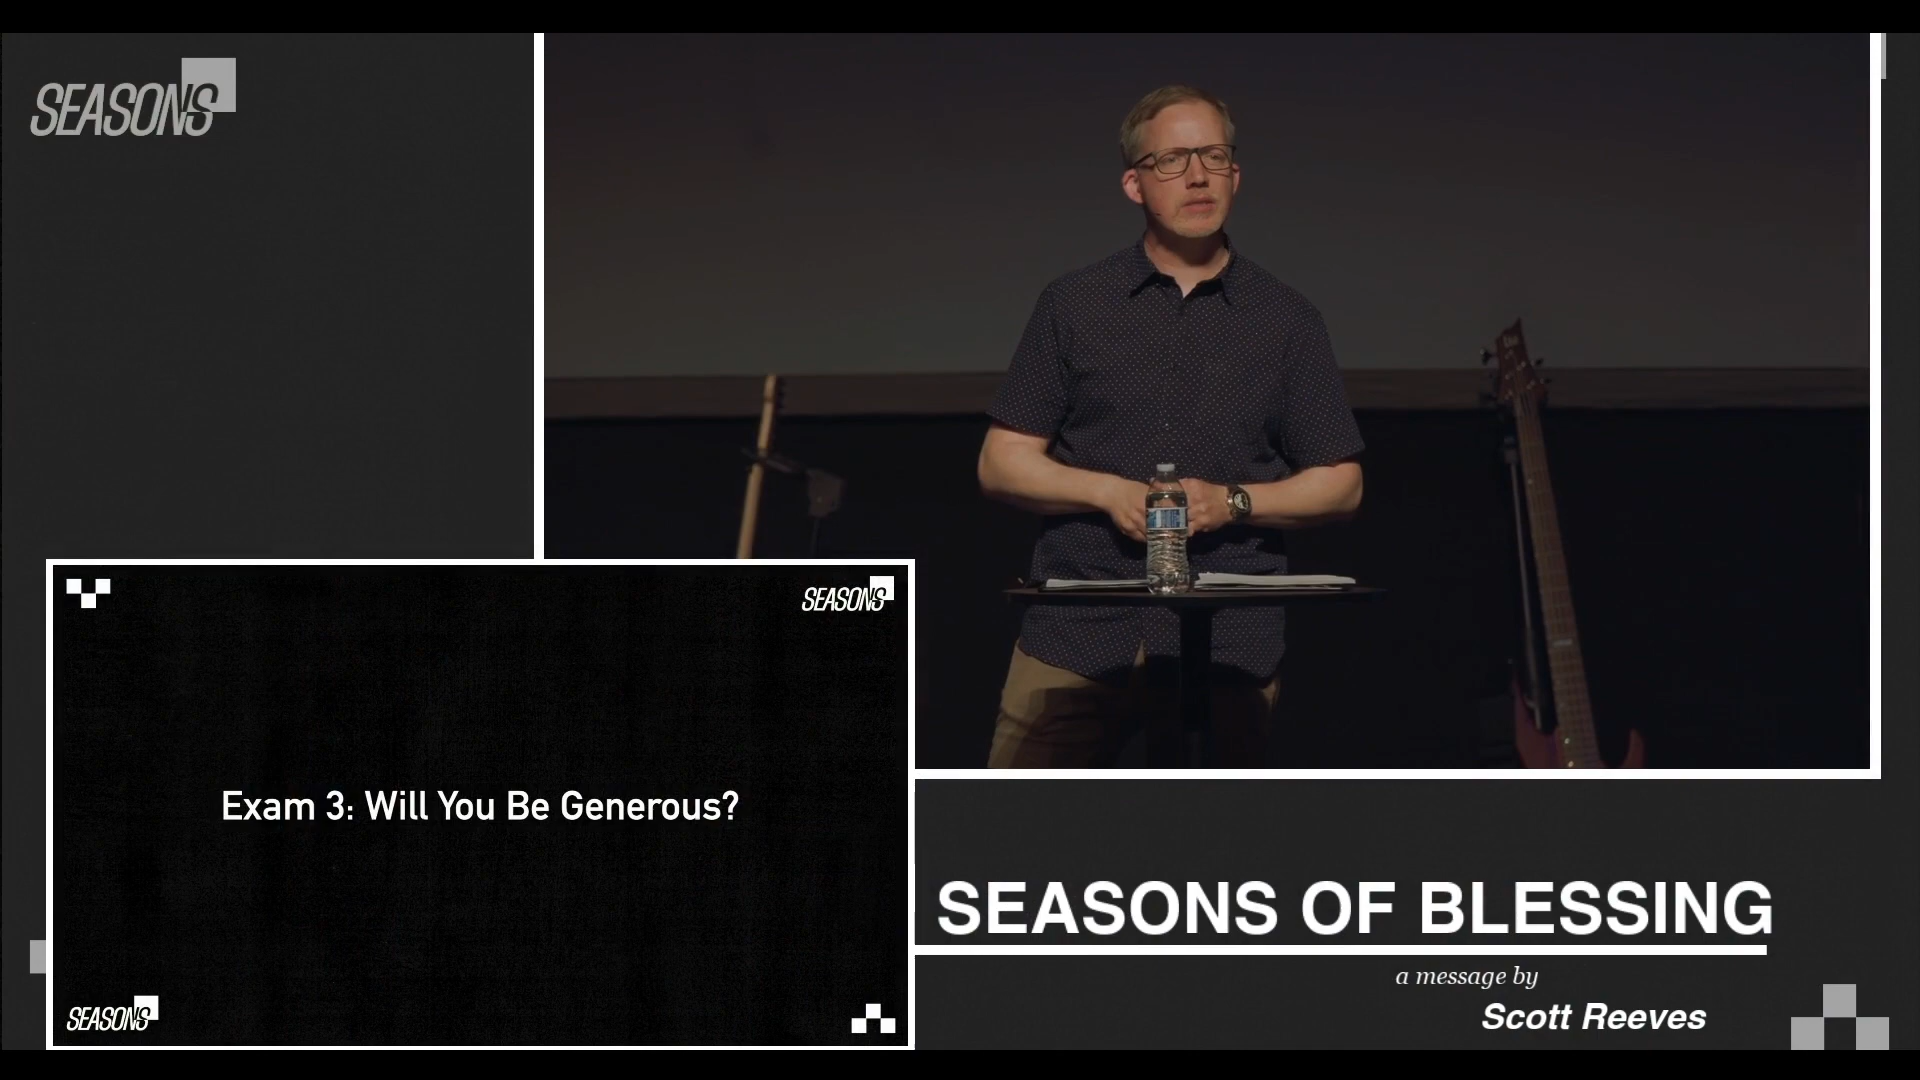 SEASONS
SEASONS
Exam 3: Will You Be Generous?
SEASONS
SEASONS OF BLESSING
a message by
Scott Reeves